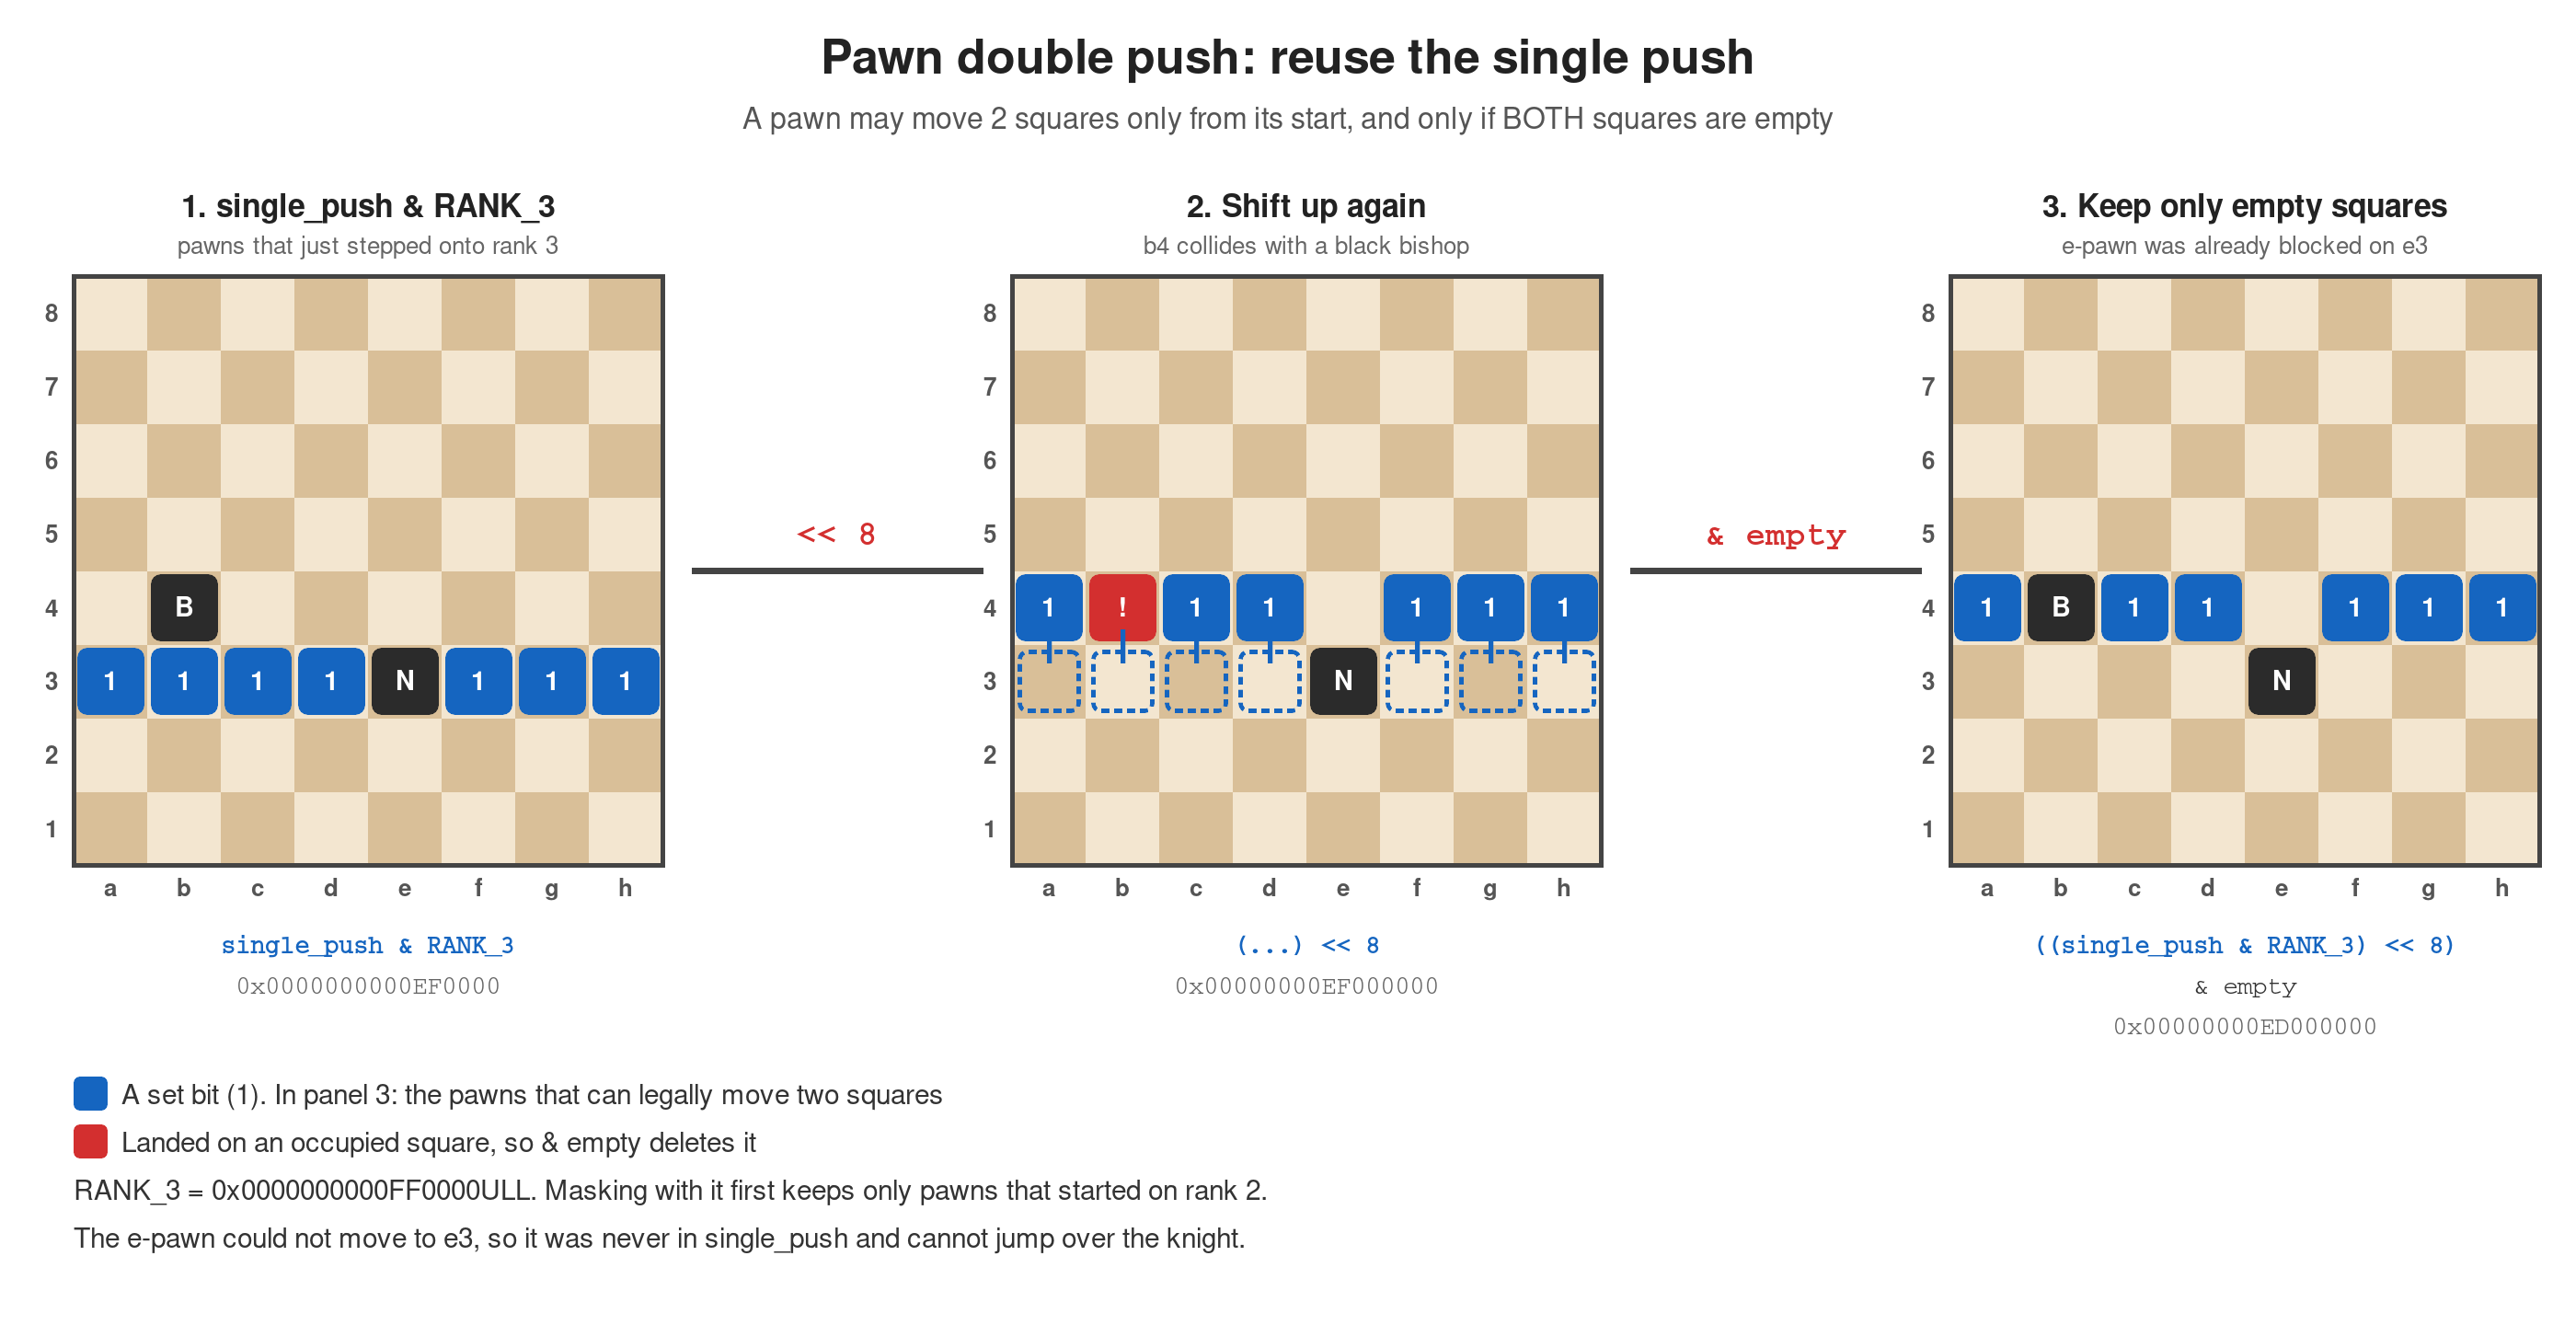 Pawn double push: reuse the single push
A pawn may move 2 squares only from its start, and only if BOTH squares are empty
1. single_push & RANK_3
pawns that just stepped onto rank 3
8
7
6
5
4 B
3 1 1 1 1 N 1 1 1
2
1
a b c d e f g h
single_push & RANK_3
0x0000000000EF0000
<< 8
2. Shift up again
b4 collides with a black bishop
8
7
6
5
4 1 ! 1 1 1 1 1
3 N
2
1
a b c d e f g h
(...) << 8
0x00000000EF000000
& empty
3. Keep only empty squares
e-pawn was already blocked on e3
8
7
6
5
4 1 B 1 1 1 1 1
3 N
2
1
a b c d e f g h
((single_push & RANK_3) << 8)
& empty
0x00000000ED000000
A set bit (1). In panel 3: the pawns that can legally move two squares
Landed on an occupied square, so & empty deletes it
RANK_3 = 0x0000000000FF0000ULL. Masking with it first keeps only pawns that started on rank 2.
The e-pawn could not move to e3, so it was never in single_push and cannot jump over the knight.